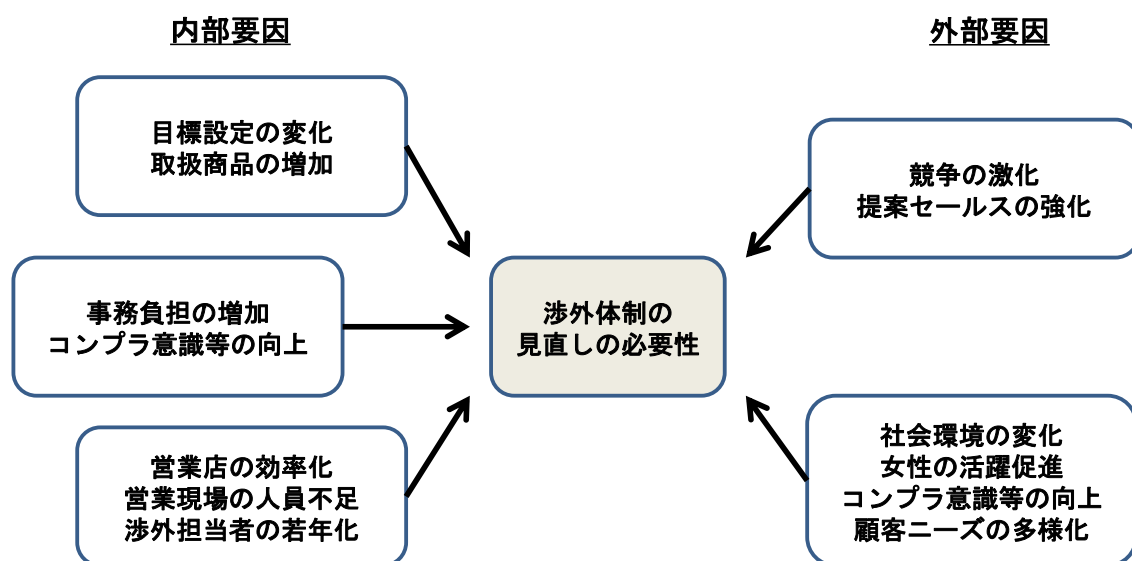 内部要因
外部要因
目標設定の変化
取扱商品の増加
競争の激化
提案セールスの強化
事務負担の増加
コンプラ意識等の向上
渉外体制の
見直しの必要性
営業店の効率化
営業現場の人員不足
渉外担当者の若年化
社会環境の変化
女性の活躍促進
コンプラ意識等の向上
顧客ニーズの多様化